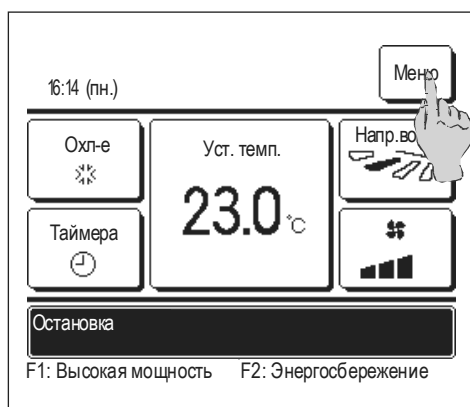 16:14 (пн.)
Меню
Охл-е
Уст. темп.
Напр.во
23.0 °C
Таймера
Остановка
F1: Высокая мощность F2: Энергосбережение